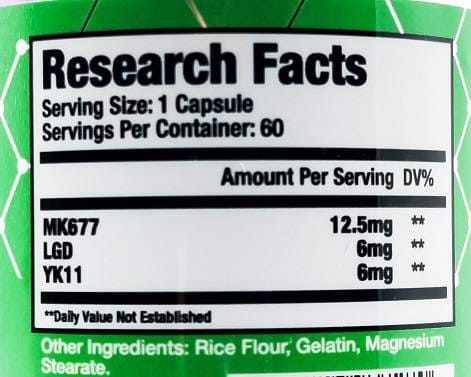 Research Facts
Serving Size: 1 Capsule
Servings Per Container: 60
Amount Per Serving DV%
MK677 12.5mg **
LGD 6mg **
YK11 6mg **
**Daily Value Not Established
Other Ingredients: Rice Flour, Gelatin, Magnesium
Stearate.